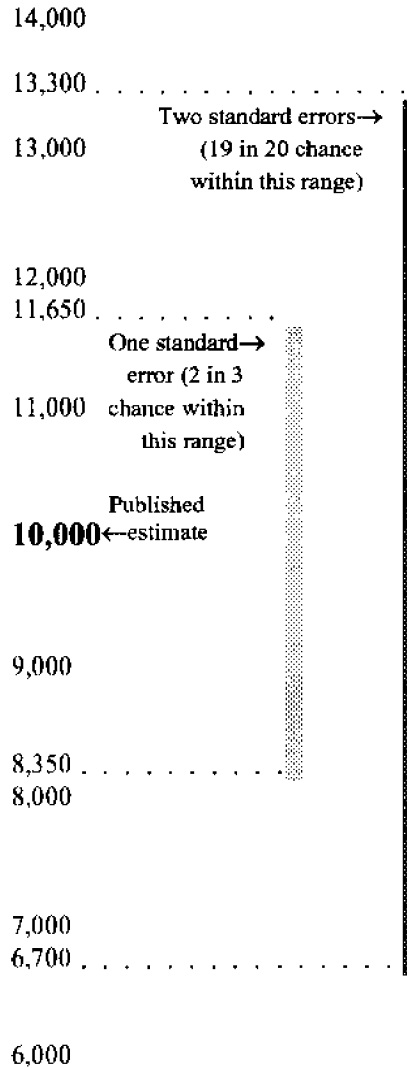 14,000
13,300 . . . . . . . . . . . . . . .
Two standard errors→
13,000 (19 in 20 chance
within this range)
12,000
11,650 . . . . . . . . .
One standard→
error (2 in 3
11,000 chance within
this range)
Published
10,000←estimate
9,000
8,350 . . . . . . . . . .
8,000
7,000
6,700 . . . . . . . . . . . . . . .
6,000